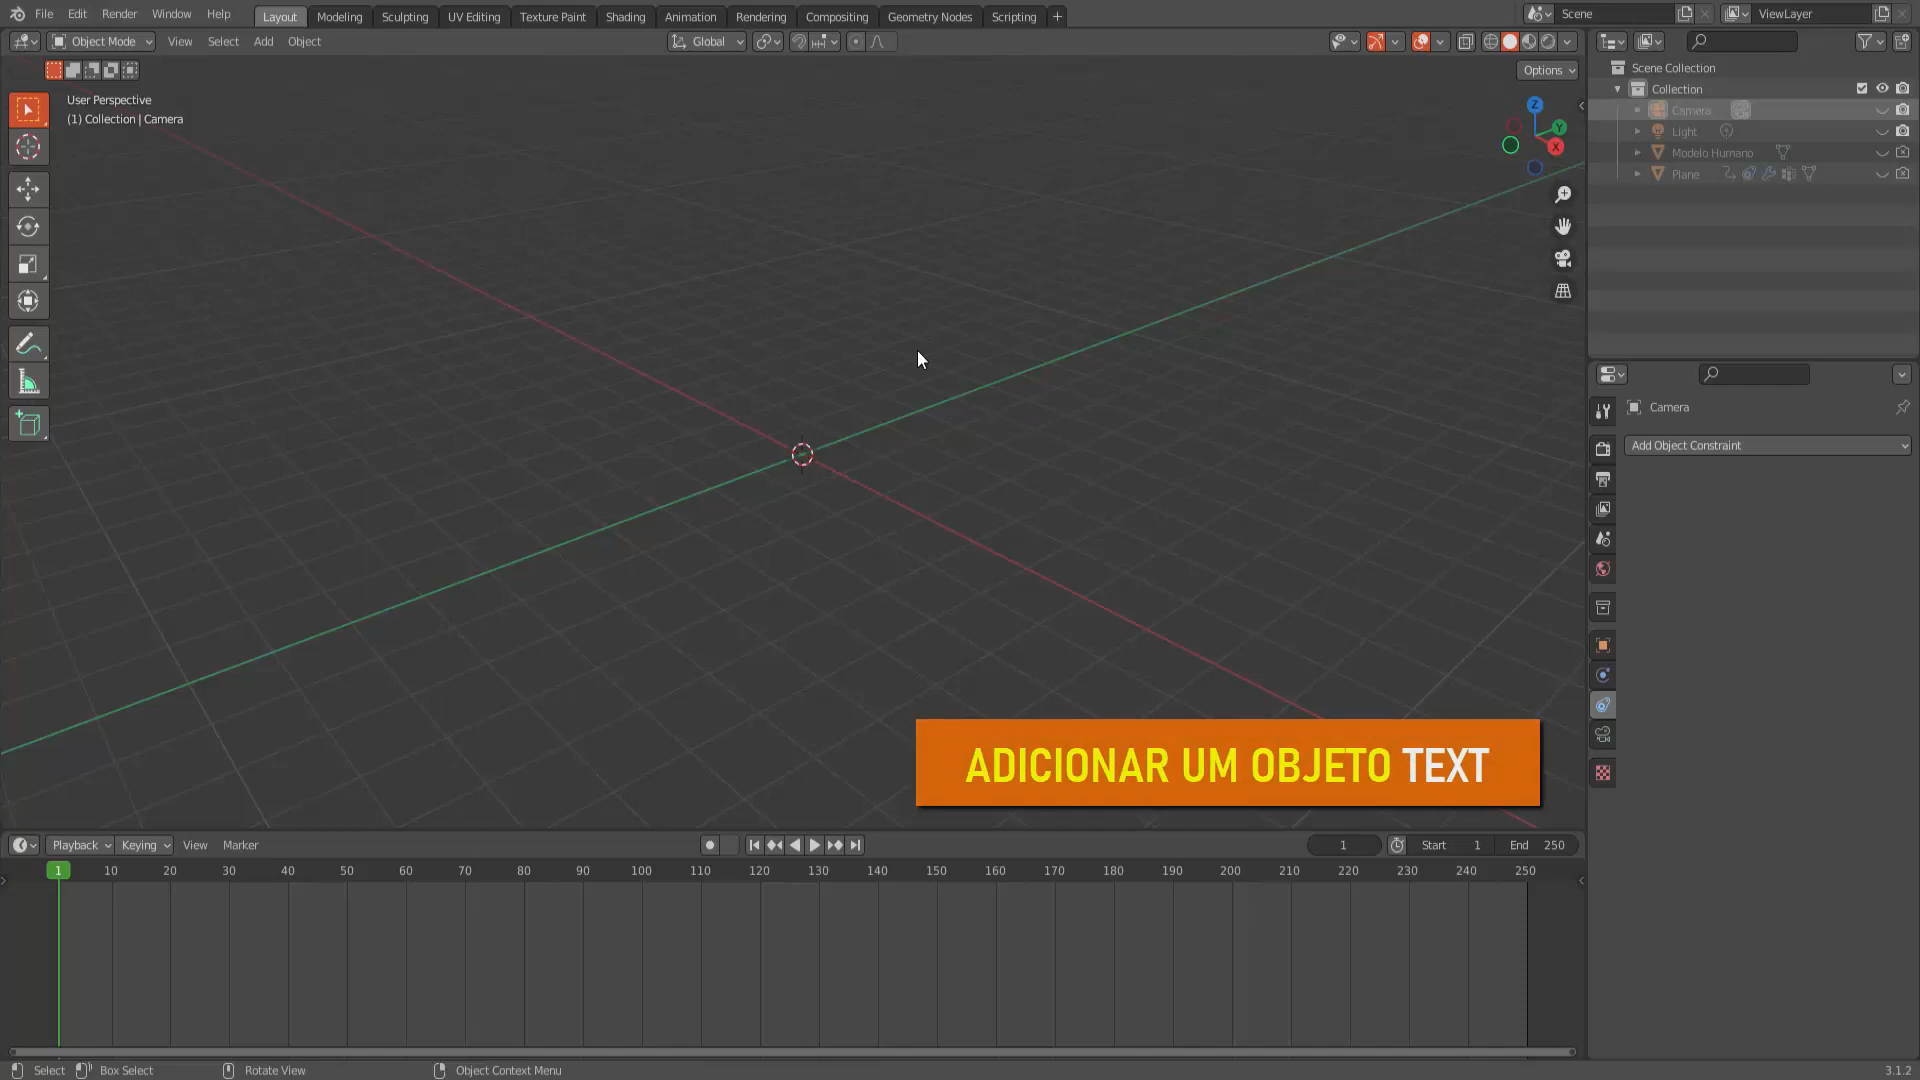 File Edit Render Window Help Layout Modeling Sculpting UV Editing Texture Paint Shading Animation Rendering Compositing Geometry Nodes Scripting + Scene ViewLayer
Object Mode View Select Add Object Global
Options
User Perspective
(1) Collection | Camera
Z
Y
X
Scene Collection
Collection
Camera
Light
Modelo Humano
Plane
Camera
Add Object Constraint
ADICIONAR UM OBJETO TEXT
Playback Keying View Marker 1 Start 1 End 250
1 10 20 30 40 50 60 70 80 90 100 110 120 130 140 150 160 170 180 190 200 210 220 230 240 250
Select Box Select Rotate View Object Context Menu 3.1.2